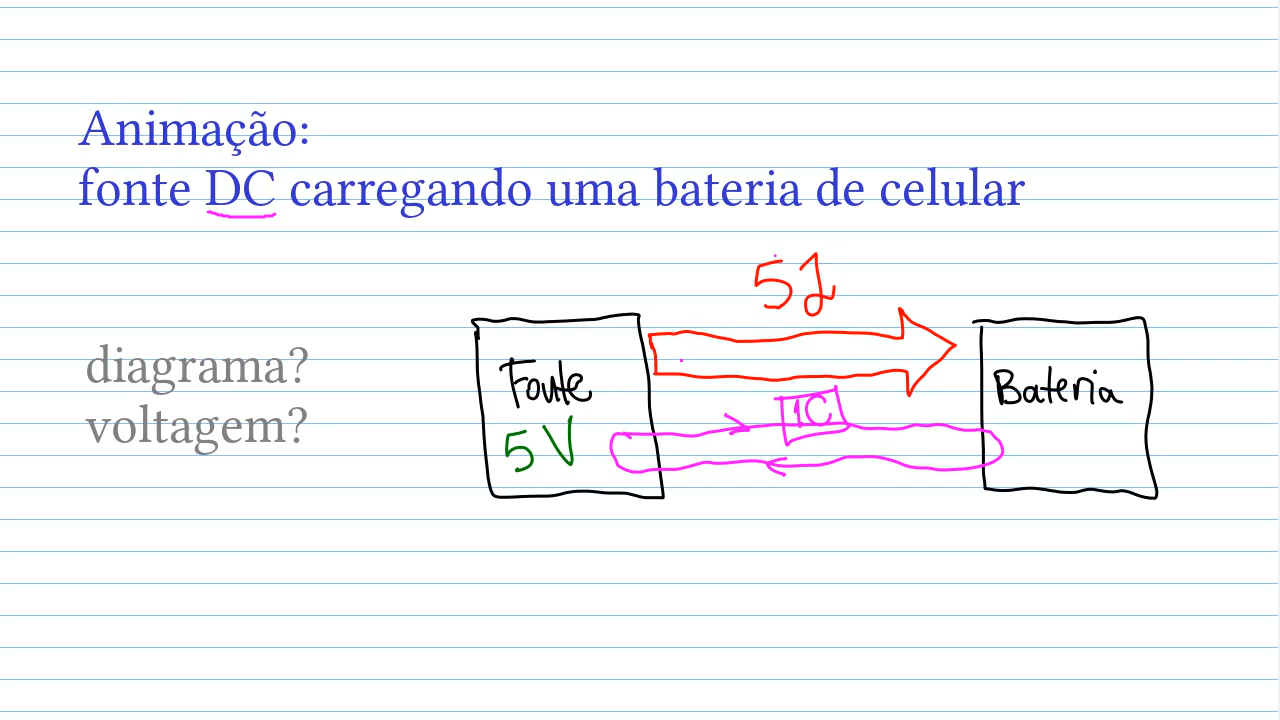 Animação:
fonte DC carregando uma bateria de celular
5J
diagrama?
voltagem?
Fonte
5V
1C
Bateria